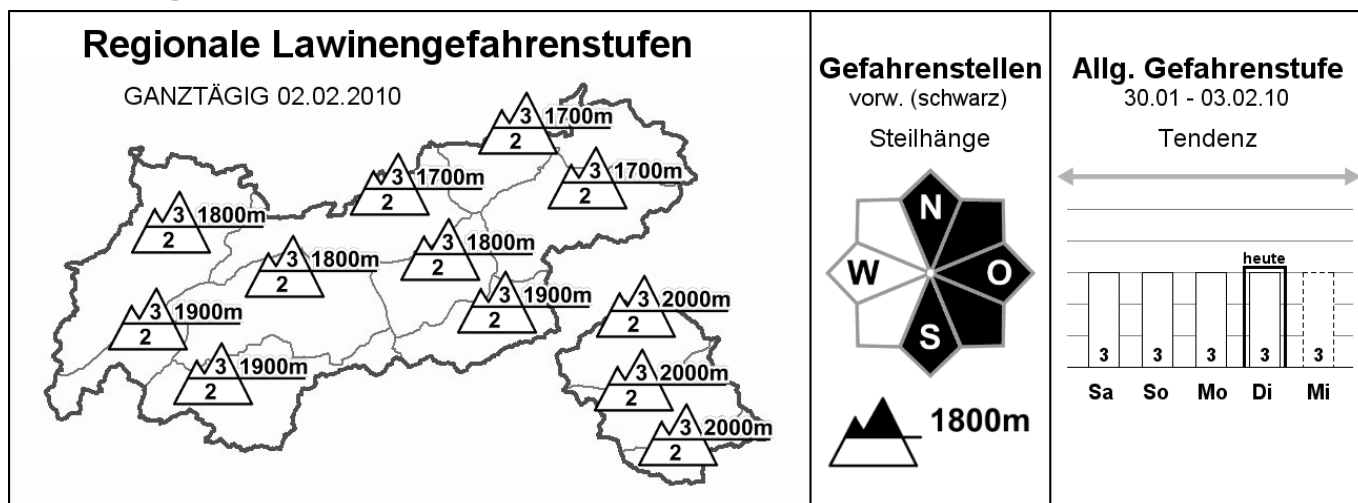 Regionale Lawinengefahrenstufen
GANZTÄGIG 02.02.2010
3 1700m
2
3 1700m
2
3 1700m
2
3 1800m
2
3 1800m
2
3 1800m
2
3 1900m
2
3 1900m
2
3 1900m
2
3 2000m
2
3 2000m
2
3 2000m
2
Gefahrenstellen
vorw. (schwarz)
Steilhänge
N
W O
S
1800m
Allg. Gefahrenstufe
30.01 - 03.02.10
Tendenz
heute
3 3 3 3 3
Sa So Mo Di Mi